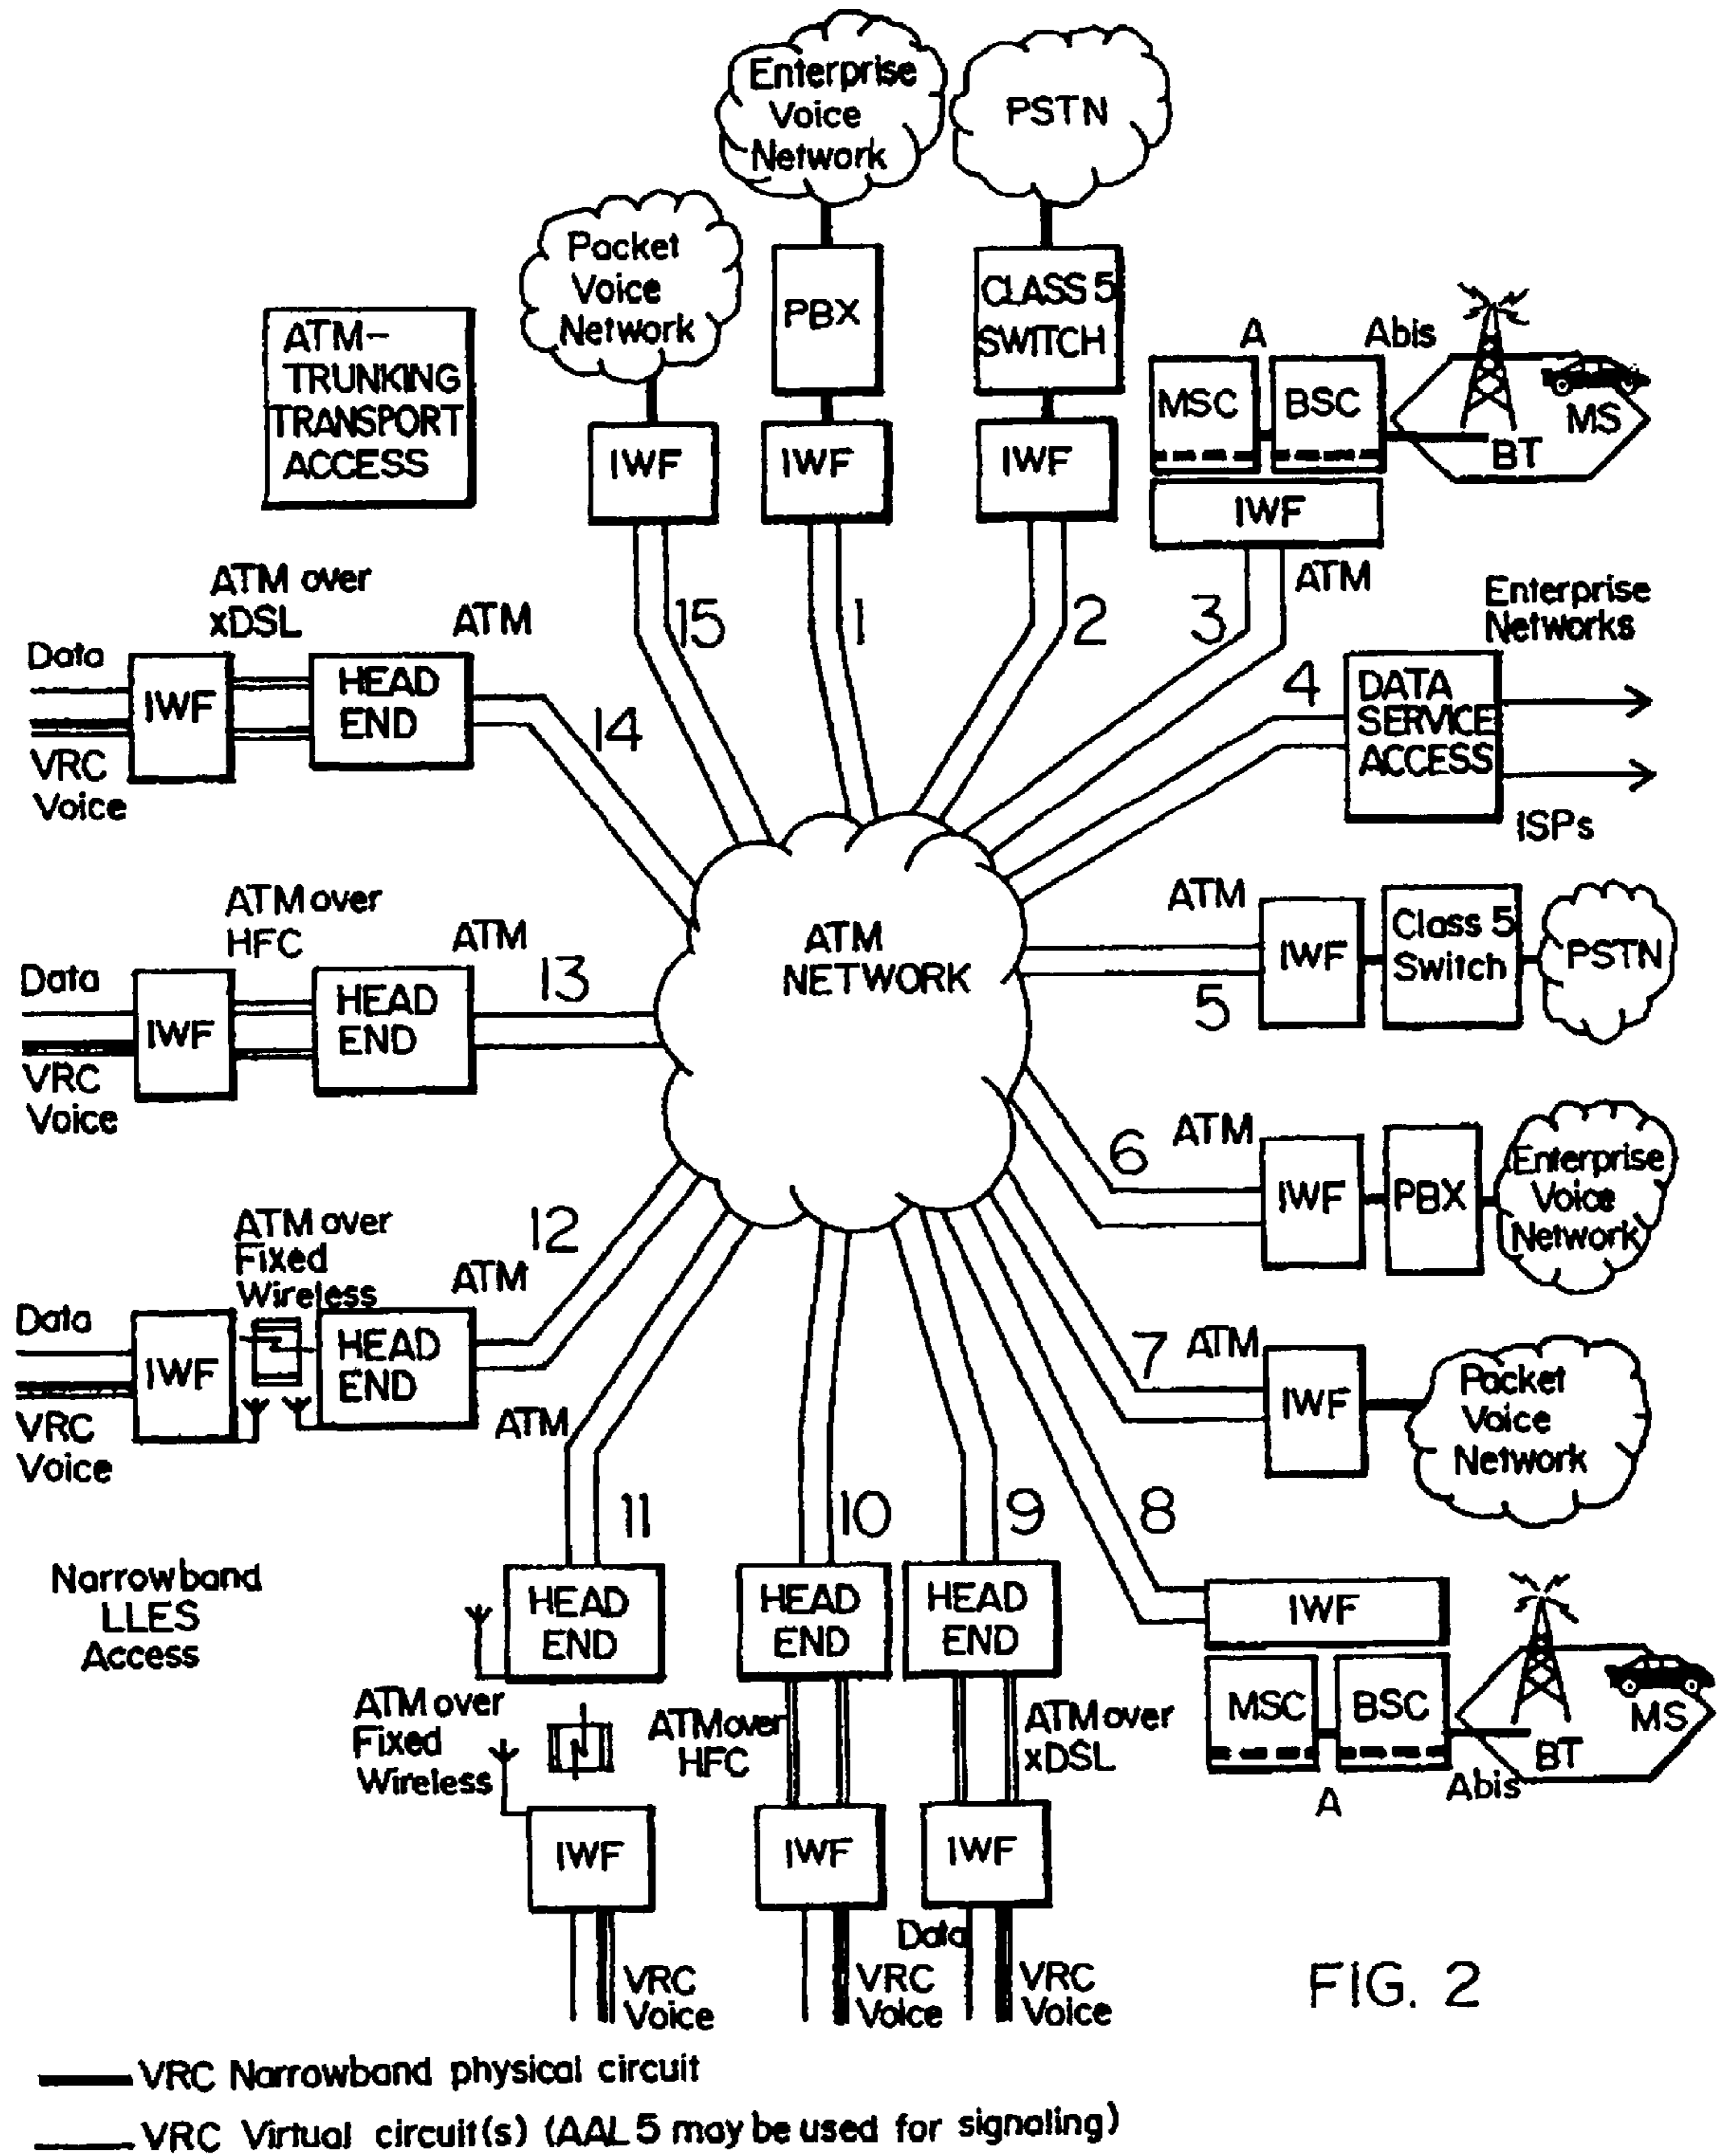 Enterprise
Voice
Network
PSTN
Packet
Voice
Network
PBX
CLASS 5
SWITCH
ATM-
TRUNKING
TRANSPORT
ACCESS
IWF
IWF
IWF
A
Abis
MSC
BSC
MS
BT
IWF
ATM
15
1
2
3
4
Enterprise
Networks
DATA
SERVICE
ACCESS
ISPs
ATM over
xDSL
ATM
Data
IWF
HEAD
END
VRC
Voice
14
ATM over
HFC
ATM
Data
IWF
HEAD
END
VRC
Voice
13
ATM
NETWORK
ATM
IWF
Class 5
Switch
PSTN
5
ATM
6
IWF
PBX
Enterprise
Voice
Network
ATM over
Fixed
Wireless
ATM
12
Data
IWF
HEAD
END
VRC
Voice
7
ATM
IWF
Packet
Voice
Network
ATM
11
10
9
8
Narrowband
LLES
Access
HEAD
END
HEAD
END
HEAD
END
IWF
MSC
BSC
MS
BT
A
Abis
ATM over
Fixed
Wireless
ATM over
HFC
ATM over
xDSL
IWF
IWF
IWF
Data
VRC
Voice
VRC
Voice
VRC
Voice
FIG. 2
VRC Narrowband physical circuit
VRC Virtual circuit(s) (AAL 5 may be used for signaling)